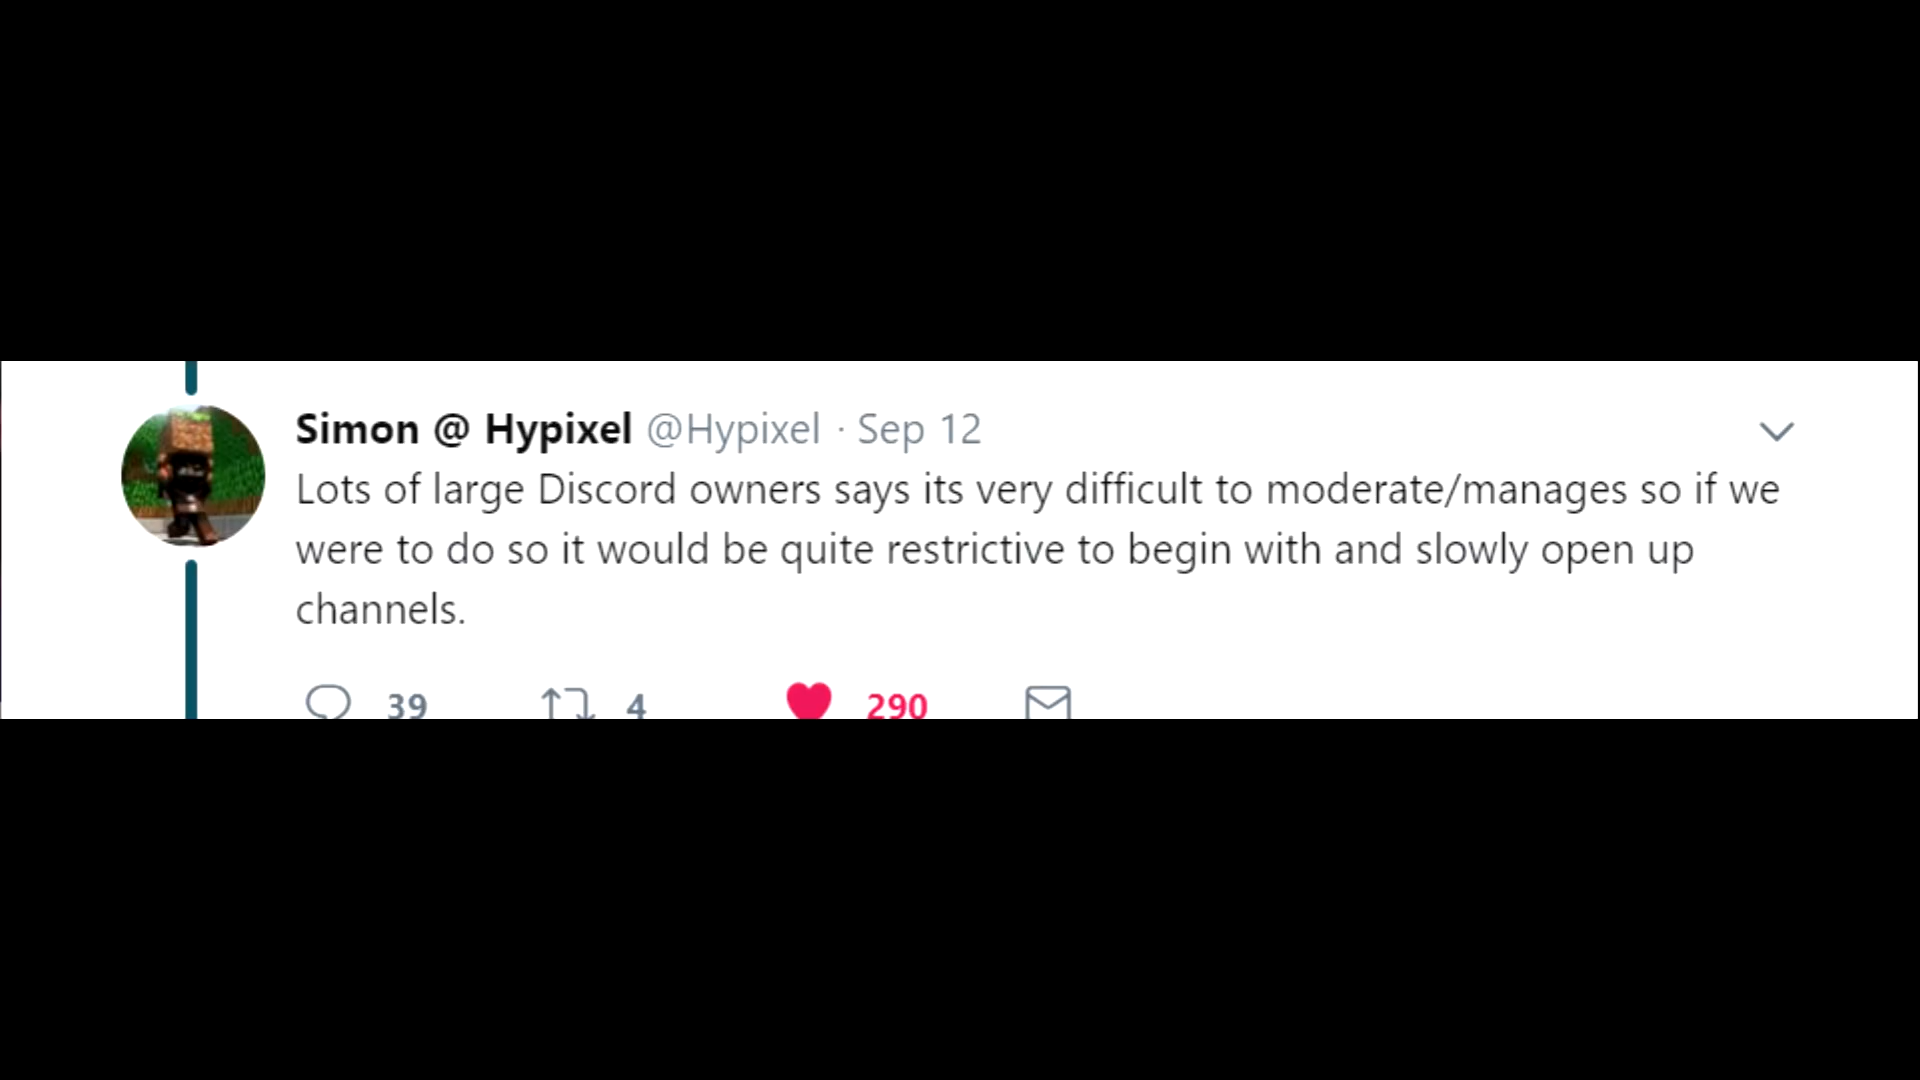 Simon @ Hypixel @Hypixel · Sep 12
Lots of large Discord owners says its very difficult to moderate/manages so if we
were to do so it would be quite restrictive to begin with and slowly open up
channels.
39 4 290